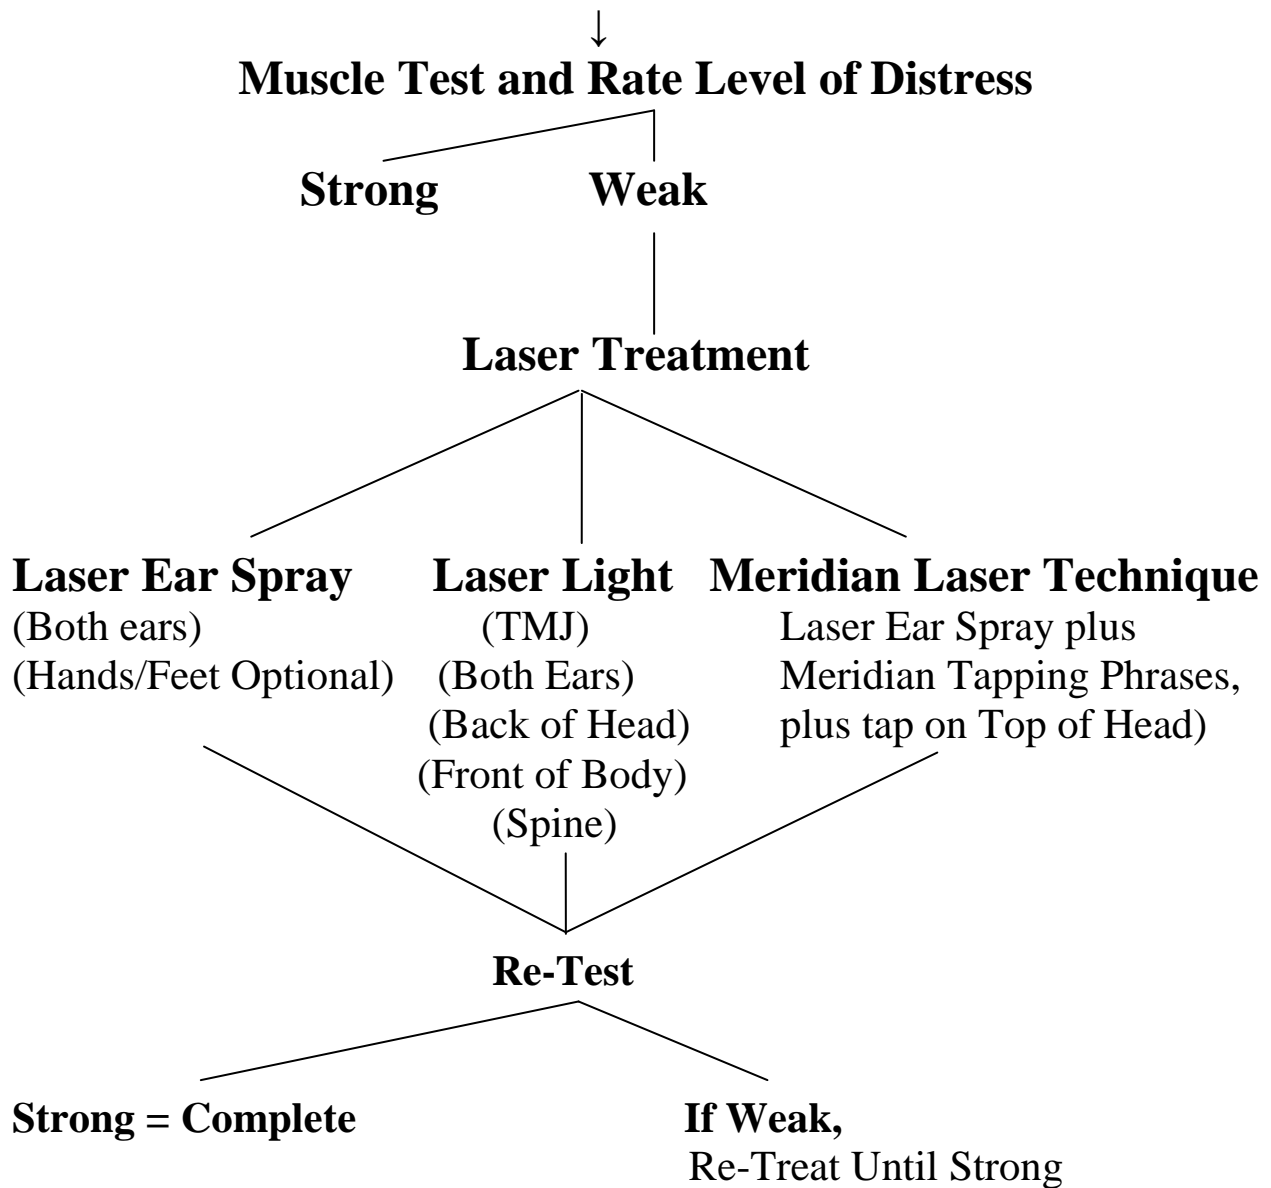 ↓
Muscle Test and Rate Level of Distress
Strong
Weak
Laser Treatment
Laser Ear Spray
(Both ears)
(Hands/Feet Optional)
Laser Light
(TMJ)
(Both Ears)
(Back of Head)
(Front of Body)
(Spine)
Meridian Laser Technique
Laser Ear Spray plus
Meridian Tapping Phrases,
plus tap on Top of Head)
Re-Test
Strong = Complete
If Weak,
Re-Treat Until Strong